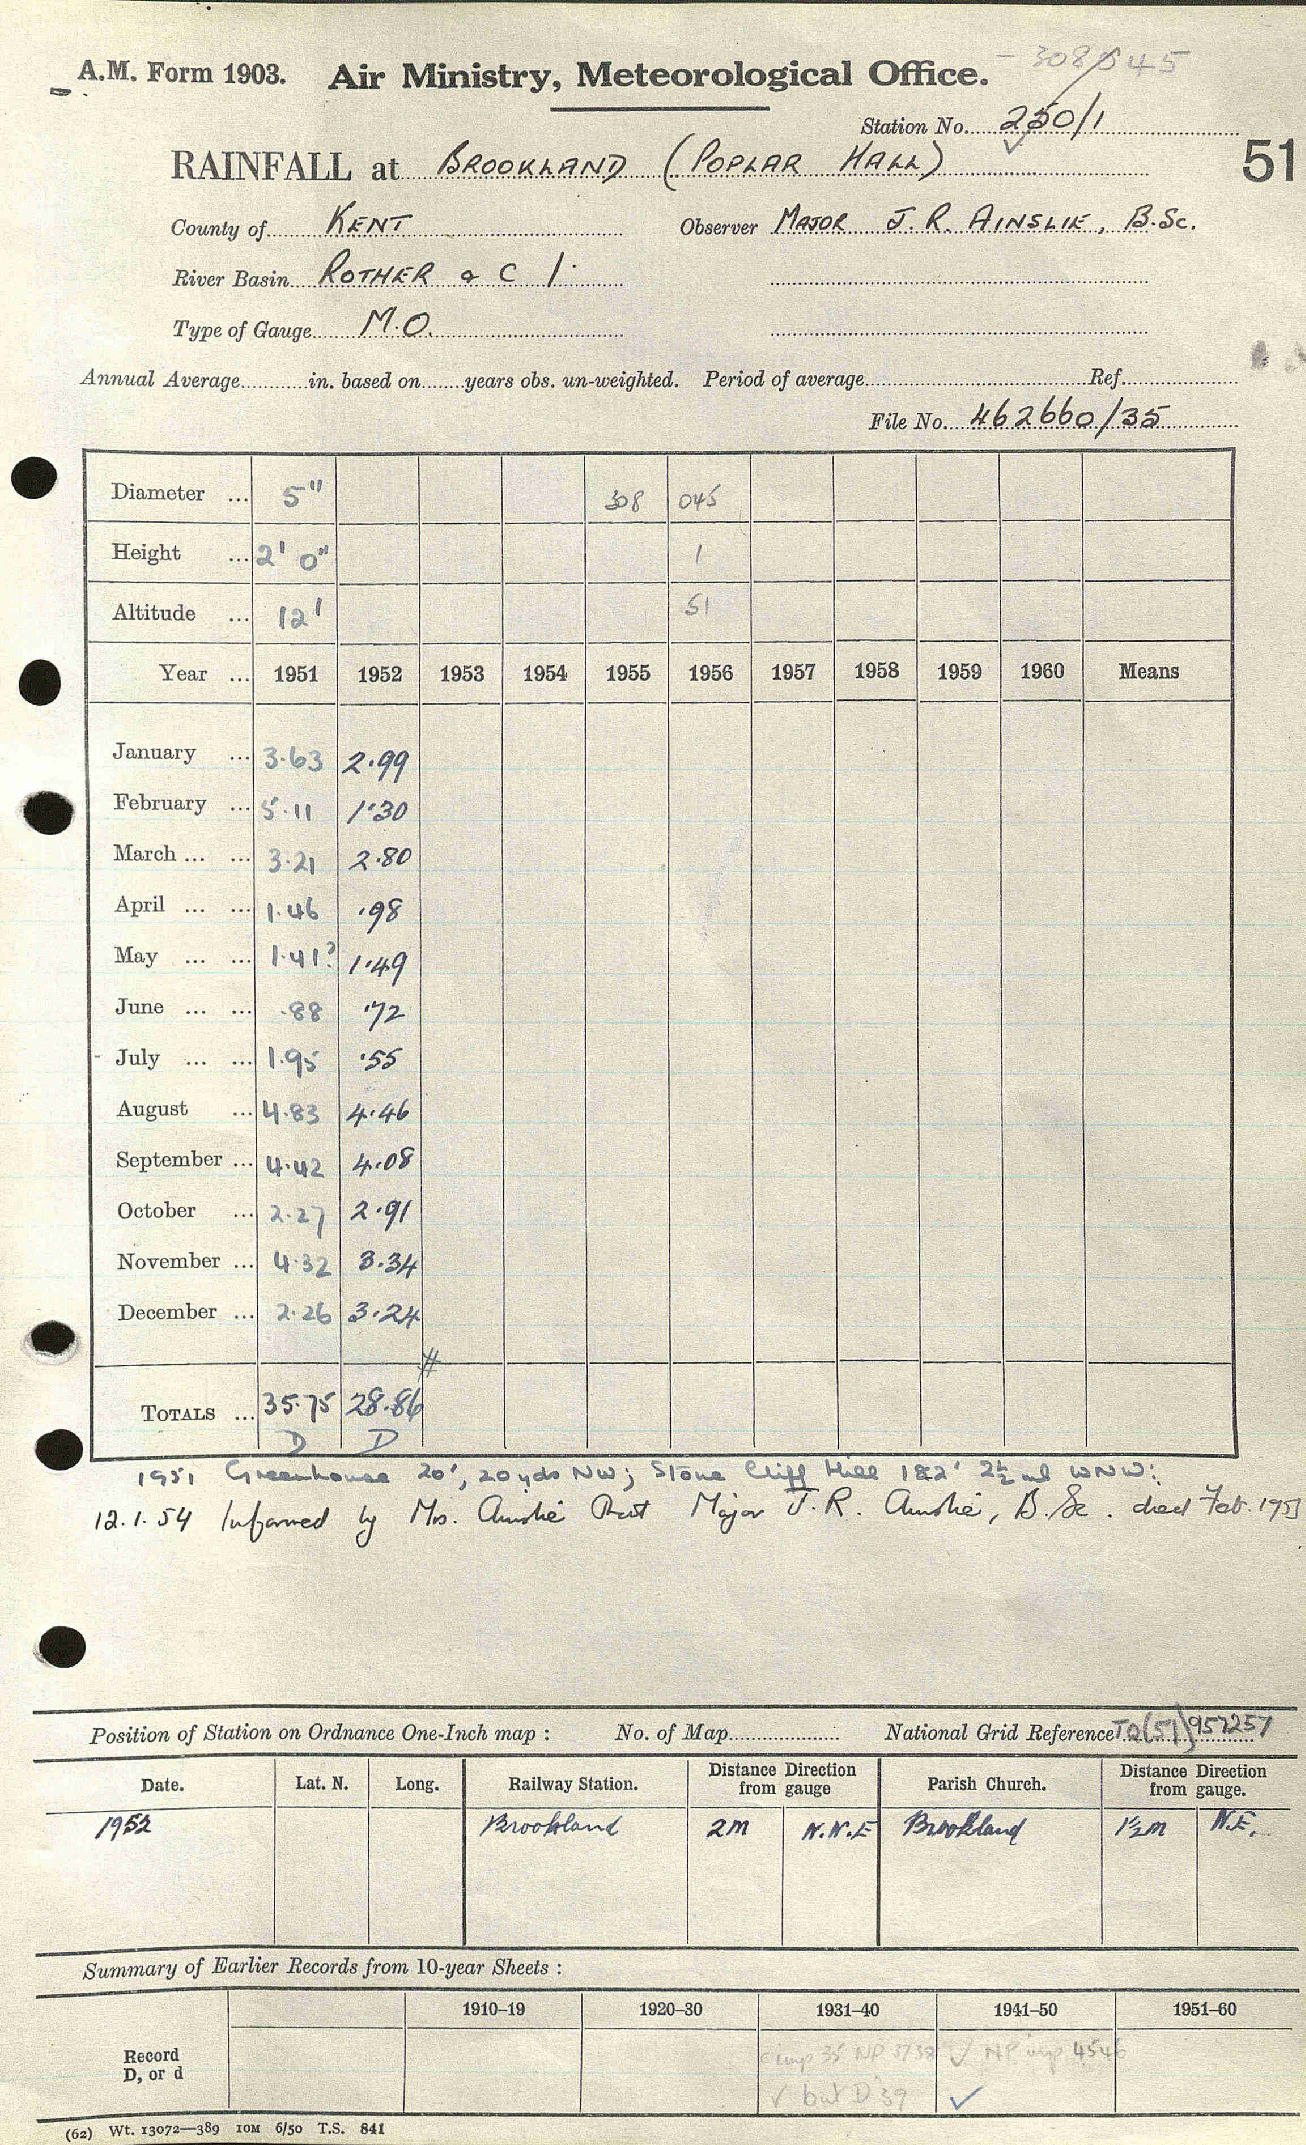 A.M. Form 1903. Air Ministry, Meteorological Office. 308/045
Station No. 250/1
RAINFALL at BROOKLAND (POPLAR HALL) 51
County of KENT Observer MAJOR J. R. AINSLIE, B.Sc.
River Basin ROTHER & C 1.
Type of Gauge M.O.
Annual Average in. based on years obs. un-weighted. Period of average Ref.
File No. 462660/35
Diameter ... 5" 308 045
Height ... 2' 0" 1
Altitude ... 12' 51
Year ... 1951 1952 1953 1954 1955 1956 1957 1958 1959 1960 Means
January ... 3.63 2.99
February ... 5.11 1.30
March ... ... 3.21 2.80
April ... ... 1.46 .98
May ... ... 1.41? 1.49
June ... ... .88 .72
July ... ... 1.95 .55
August ... 4.83 4.46
September ... 4.42 4.08
October ... 2.27 2.91
November ... 4.32 3.34
December ... 2.26 3.24
TOTALS ... 35.75 28.86
D D
1951 Greenhouse 20', 20yds NW; Stone Cliff Hill 182' 2½ ml WNW:
12.1.54 Informed by Mrs. Ainslie that Major J. R. Ainslie, B.Sc. died Feb. 1953
Position of Station on Ordnance One-Inch map : No. of Map National Grid Reference TQ(51)957257
Date. Lat. N. Long. Railway Station. Distance Direction from gauge Parish Church. Distance Direction from gauge.
1952 Brookland 2M N.N.E Brookland 1½M N.E.
Summary of Earlier Records from 10-year Sheets :
1910–19 1920–30 1931–40 1941–50 1951–60
Record D, or d imp 35 NP 37/38 ✓ NP imp 4546
✓ but D 39 ✓
(62) Wt. 13072—389 10M 6/50 T.S. 841